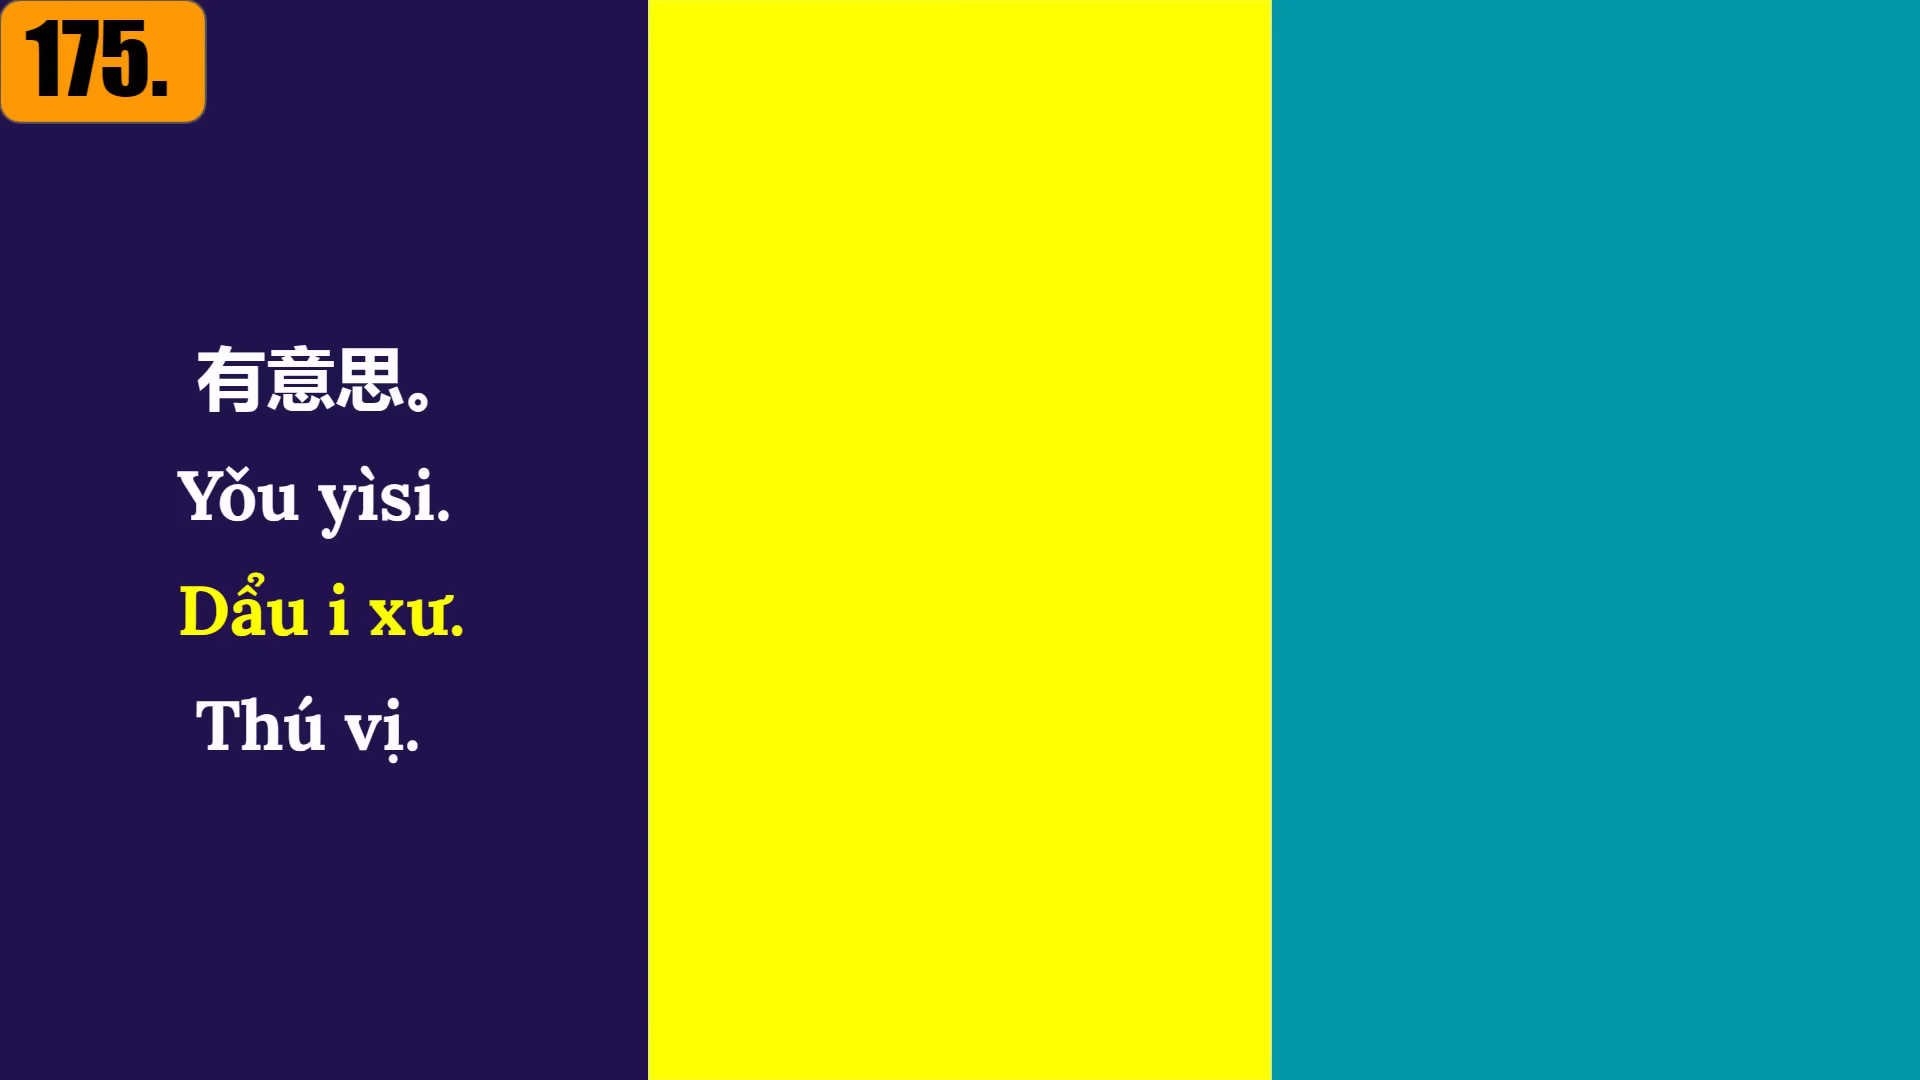 175.
有意思。
Yǒu yìsi.
Dẩu i xư.
Thú vị.